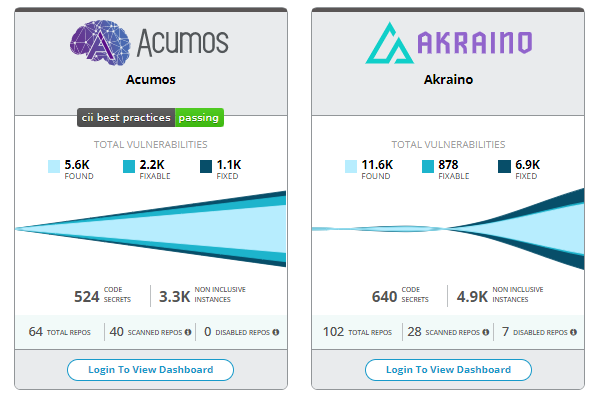 Acumos
Acumos
cii best practices passing
TOTAL VULNERABILITIES
5.6K FOUND
2.2K FIXABLE
1.1K FIXED
524 CODE SECRETS
3.3K NON INCLUSIVE INSTANCES
64 TOTAL REPOS
40 SCANNED REPOS
0 DISABLED REPOS
Login To View Dashboard
AKRAINO
Akraino
TOTAL VULNERABILITIES
11.6K FOUND
878 FIXABLE
6.9K FIXED
640 CODE SECRETS
4.9K NON INCLUSIVE INSTANCES
102 TOTAL REPOS
28 SCANNED REPOS
7 DISABLED REPOS
Login To View Dashboard